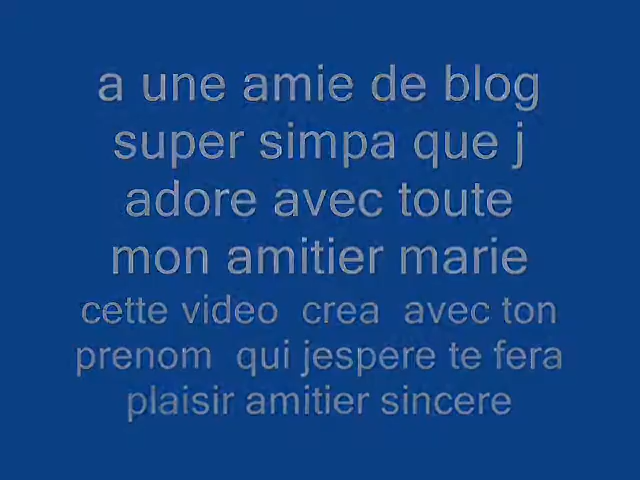 a une amie de blog
super simpa que j
adore avec toute
mon amitier marie
cette video crea avec ton
prenom qui jespere te fera
plaisir amitier sincere